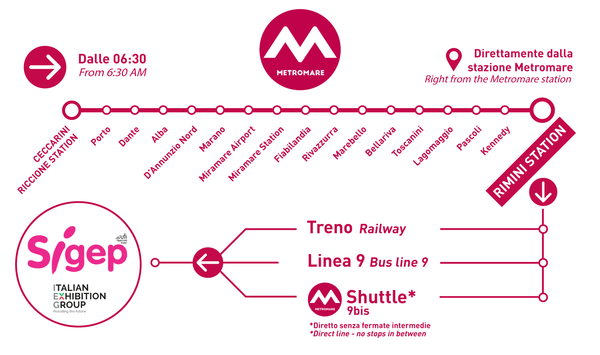 Dalle 06:30
From 6:30 AM
METROMARE
Direttamente dalla
stazione Metromare
Right from the Metromare station
CECCARINI
RICCIONE STATION
Porto
Dante
Alba
D'Annunzio Nord
Marano
Miramare Airport
Miramare Station
Fiabilandia
Rivazzurra
Marebello
Bellariva
Toscanini
Lagomaggio
Pascoli
Kennedy
RIMINI STATION
Treno Railway
Linea 9 Bus line 9
METROMARE
Shuttle*
9bis
*Diretto senza fermate intermedie
*Direct line - no stops in between
Sigep
ITALIAN
EXHIBITION
GROUP
Providing the future